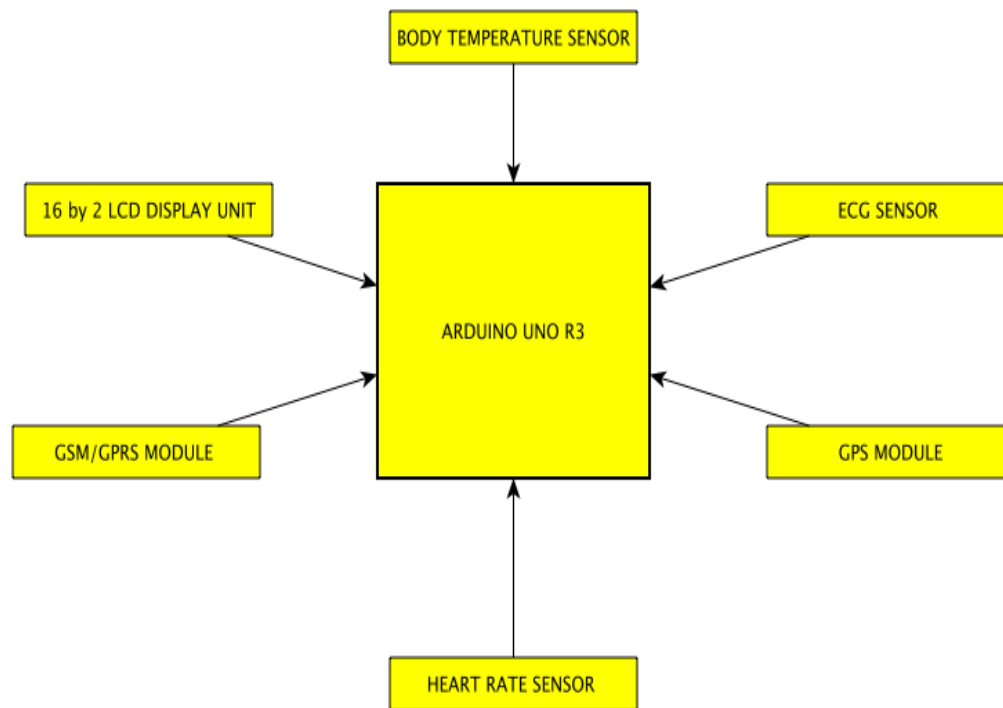 BODY TEMPERATURE SENSOR
16 by 2 LCD DISPLAY UNIT
ECG SENSOR
ARDUINO UNO R3
GSM/GPRS MODULE
GPS MODULE
HEART RATE SENSOR